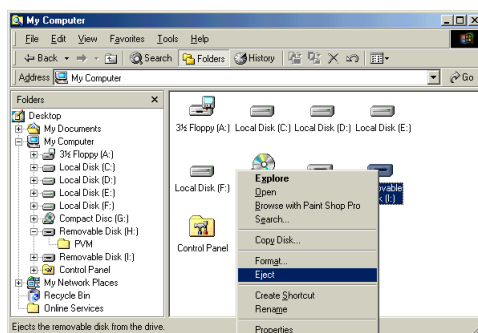 My Computer
File Edit View Favorites Tools Help
Back Search Folders History
Address My Computer Go
Folders
Desktop
My Documents
My Computer
3½ Floppy (A:)
Local Disk (C:)
Local Disk (D:)
Local Disk (E:)
Local Disk (F:)
Compact Disc (G:)
Removable Disk (H:)
PVM
Removable Disk (I:)
Control Panel
My Network Places
Recycle Bin
Online Services
3½ Floppy (A:) Local Disk (C:) Local Disk (D:) Local Disk (E:)
Local Disk (F:)
Control Panel
Explore
Open
Browse with Paint Shop Pro
Search...
Copy Disk...
Format...
Eject
Create Shortcut
Rename
Properties
(I:)
Ejects the removable disk from the drive.